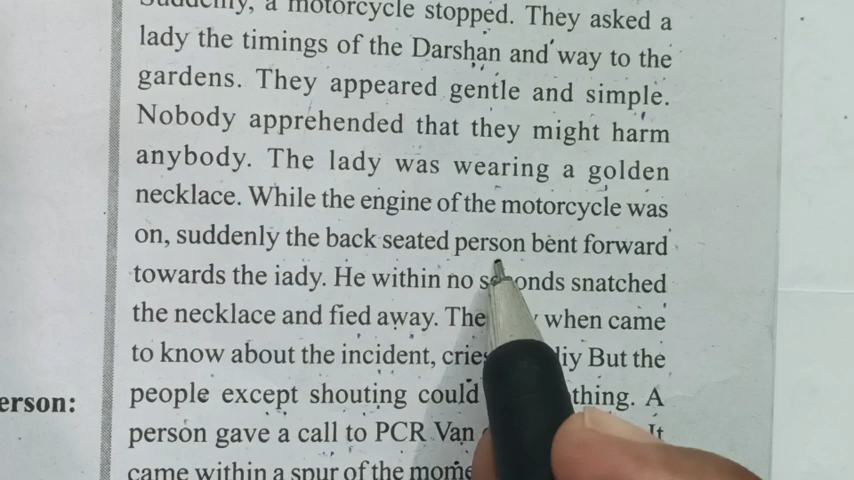 Suddenly, a motorcycle stopped. They asked a
lady the timings of the Darshan and way to the
gardens. They appeared gentle and simple.
Nobody apprehended that they might harm
anybody. The lady was wearing a golden
necklace. While the engine of the motorcycle was
on, suddenly the back seated person bent forward
towards the iady. He within no seconds snatched
the necklace and fied away. The when came
to know about the incident, But the
erson:
people except shouting could thing. A
person gave a call to PCR Van It
came within a spur of the